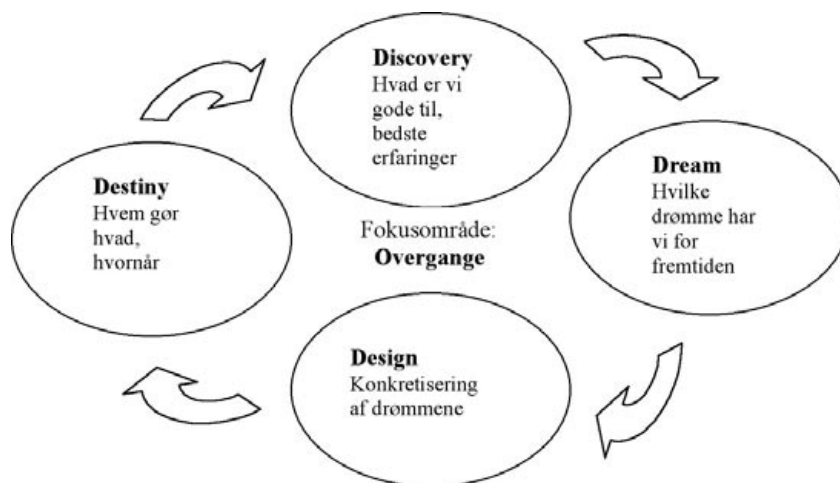 Discovery
Hvad er vi
gode til,
bedste
erfaringer
Dream
Hvilke
drømme har
vi for
fremtiden
Design
Konkretisering
af drømmene
Destiny
Hvem gør
hvad,
hvornår
Fokusområde:
Overgange